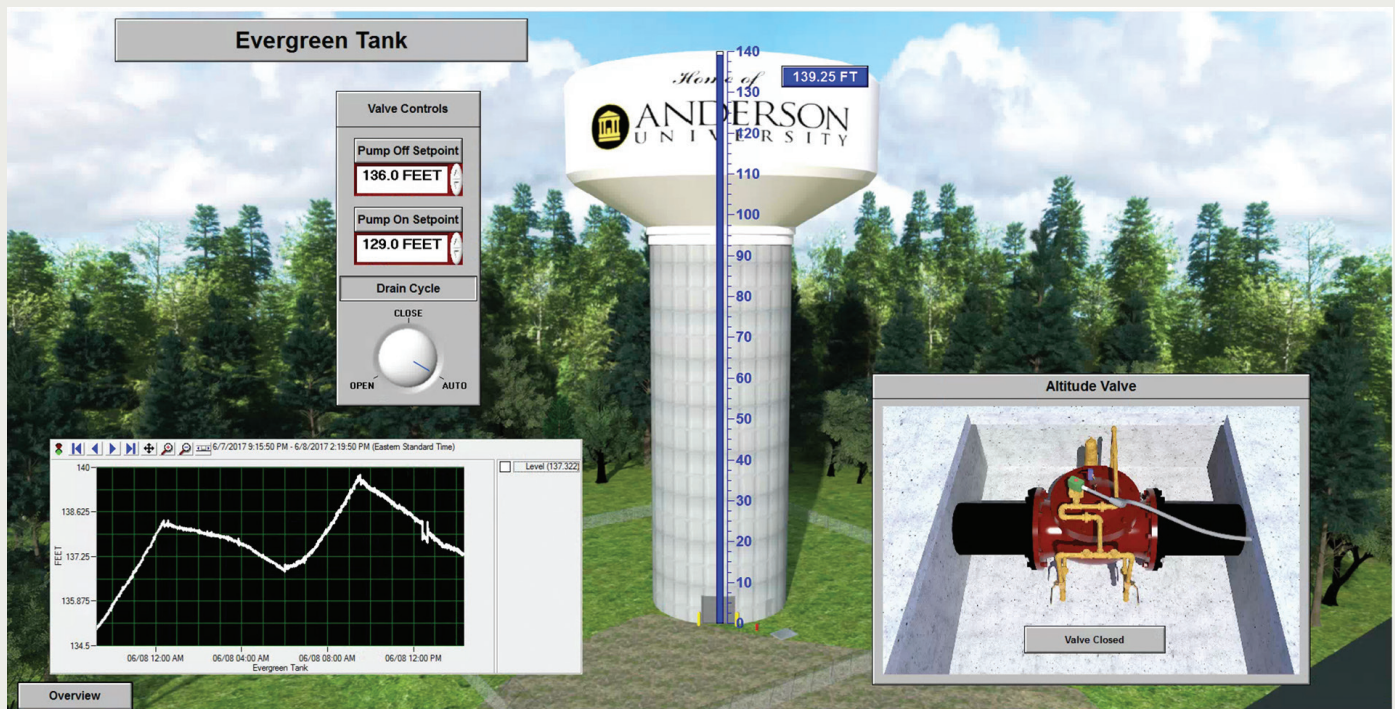 Evergreen Tank
Valve Controls
Pump Off Setpoint
136.0 FEET
Pump On Setpoint
129.0 FEET
Drain Cycle
CLOSE
OPEN
AUTO
Home of
ANDERSON
UNIVERSITY
139.25 FT
140
130
120
110
100
90
80
70
60
50
40
30
20
10
0
6/7/2017 9:15:50 PM - 6/8/2017 2:19:50 PM (Eastern Standard Time)
Level (137.322)
140
138.625
137.25
135.875
134.5
FEET
06/08 12:00 AM 06/08 04:00 AM 06/08 08:00 AM 06/08 12:00 PM
Evergreen Tank
Altitude Valve
Valve Closed
Overview